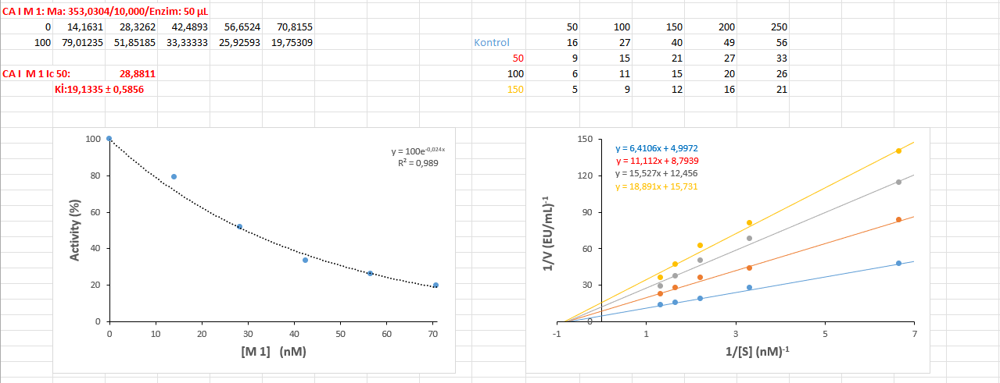 CA I M 1: Ma: 353,0304/10,000/Enzim: 50 µL
0 14,1631 28,3262 42,4893 56,6524 70,8155
100 79,01235 51,85185 33,33333 25,92593 19,75309
CA I M 1 Ic 50: 28,8811
Kİ:19,1335 ± 0,5856
50 100 150 200 250
Kontrol 16 27 40 49 56
50 9 15 21 27 33
100 6 11 15 20 26
150 5 9 12 16 21
y = 100e^-0,024x
R² = 0,989
Activity (%)
100
80
60
40
20
0
0 10 20 30 40 50 60 70
[M 1] (nM)
y = 6,4106x + 4,9972
y = 11,112x + 8,7939
y = 15,527x + 12,456
y = 18,891x + 15,731
1/V (EU/mL)⁻¹
150
120
90
60
30
0
-1 1 3 5 7
1/[S] (nM)⁻¹